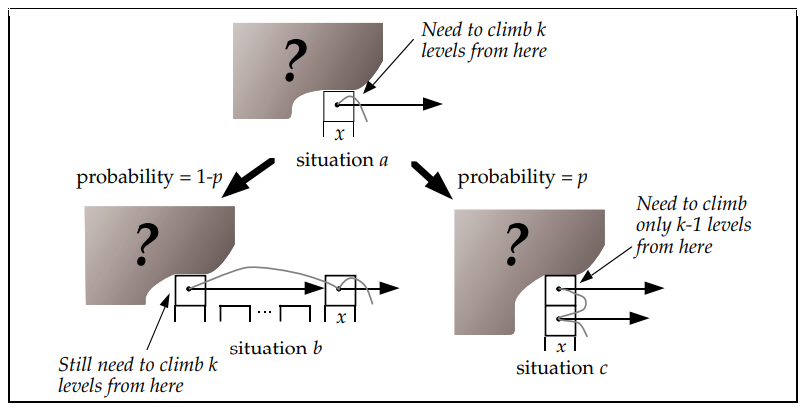 ?
Need to climb k
levels from here
x
situation a
probability = 1-p
probability = p
?
Still need to climb k
levels from here
...
x
situation b
?
Need to climb
only k-1 levels
from here
x
situation c